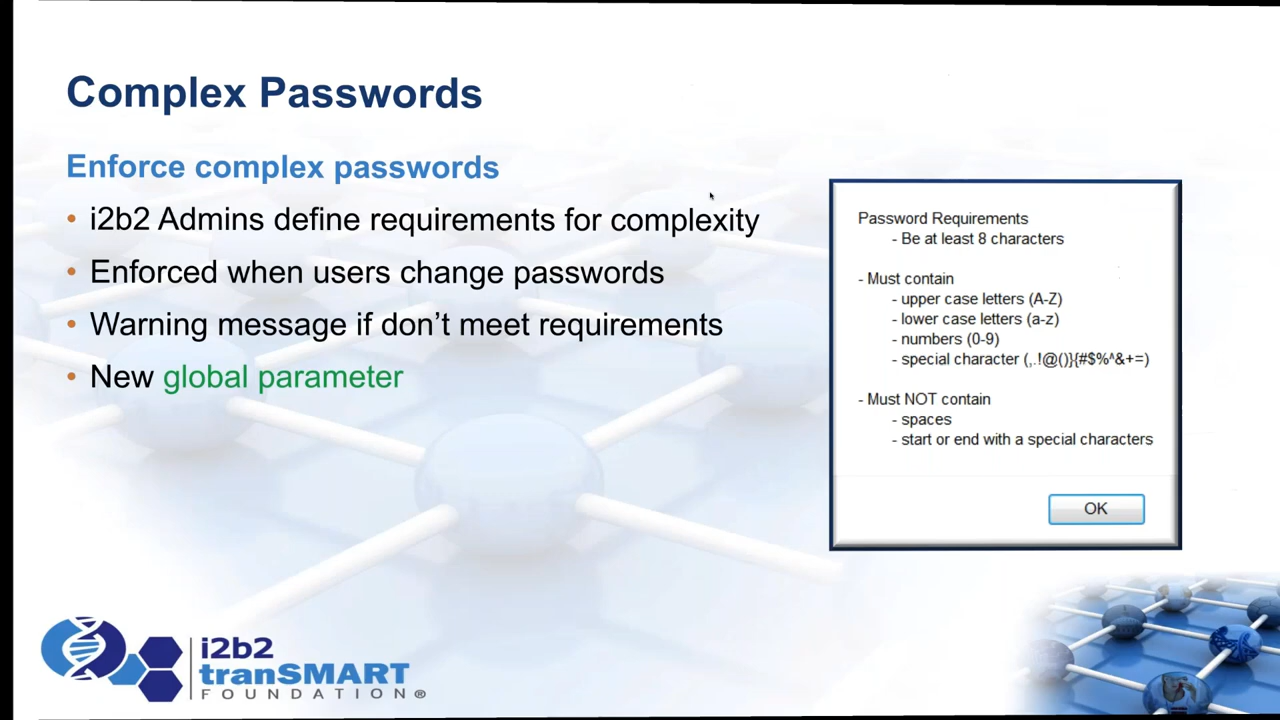 Complex Passwords
Enforce complex passwords
• i2b2 Admins define requirements for complexity
• Enforced when users change passwords
• Warning message if don’t meet requirements
• New global parameter
Password Requirements
- Be at least 8 characters
- Must contain
- upper case letters (A-Z)
- lower case letters (a-z)
- numbers (0-9)
- special character (,.!@()}{#$%^&+=)
- Must NOT contain
- spaces
- start or end with a special characters
OK
i2b2
tranSMART
FOUNDATION®